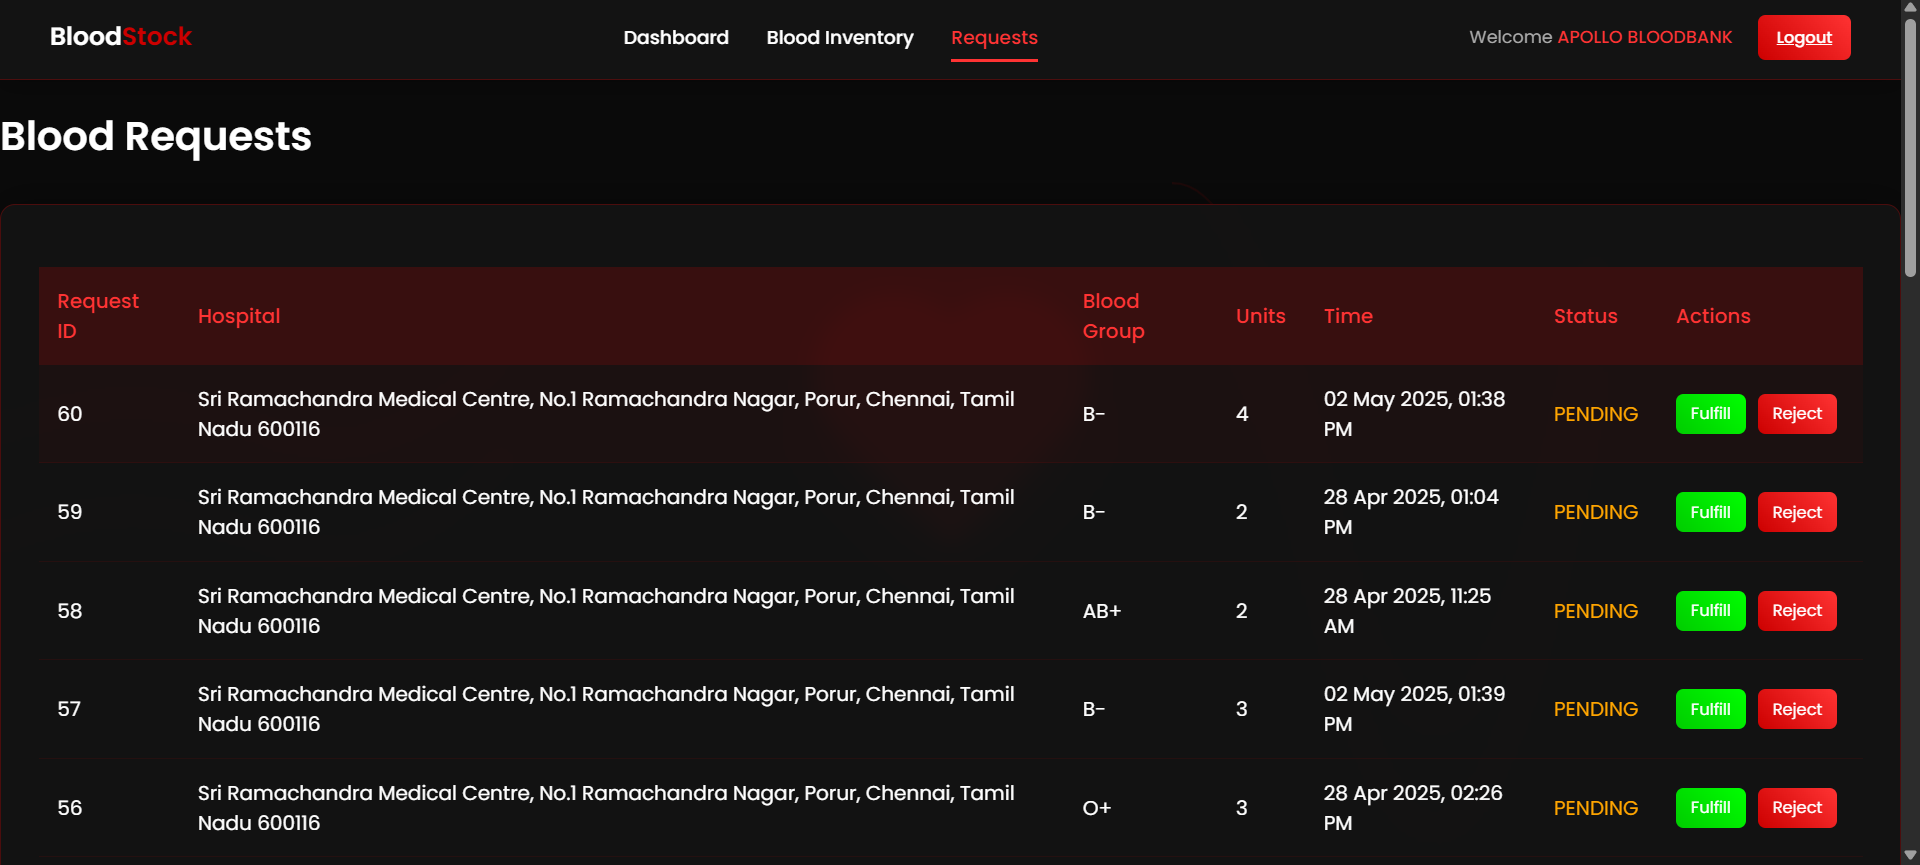 BloodStock
Dashboard
Blood Inventory
Requests
Welcome APOLLO BLOODBANK
Logout
Blood Requests
Request
ID
Hospital
Blood
Group
Units
Time
Status
Actions
60
Sri Ramachandra Medical Centre, No.1 Ramachandra Nagar, Porur, Chennai, Tamil
Nadu 600116
B-
4
02 May 2025, 01:38
PM
PENDING
Fulfill
Reject
59
Sri Ramachandra Medical Centre, No.1 Ramachandra Nagar, Porur, Chennai, Tamil
Nadu 600116
B-
2
28 Apr 2025, 01:04
PM
PENDING
Fulfill
Reject
58
Sri Ramachandra Medical Centre, No.1 Ramachandra Nagar, Porur, Chennai, Tamil
Nadu 600116
AB+
2
28 Apr 2025, 11:25
AM
PENDING
Fulfill
Reject
57
Sri Ramachandra Medical Centre, No.1 Ramachandra Nagar, Porur, Chennai, Tamil
Nadu 600116
B-
3
02 May 2025, 01:39
PM
PENDING
Fulfill
Reject
56
Sri Ramachandra Medical Centre, No.1 Ramachandra Nagar, Porur, Chennai, Tamil
Nadu 600116
O+
3
28 Apr 2025, 02:26
PM
PENDING
Fulfill
Reject